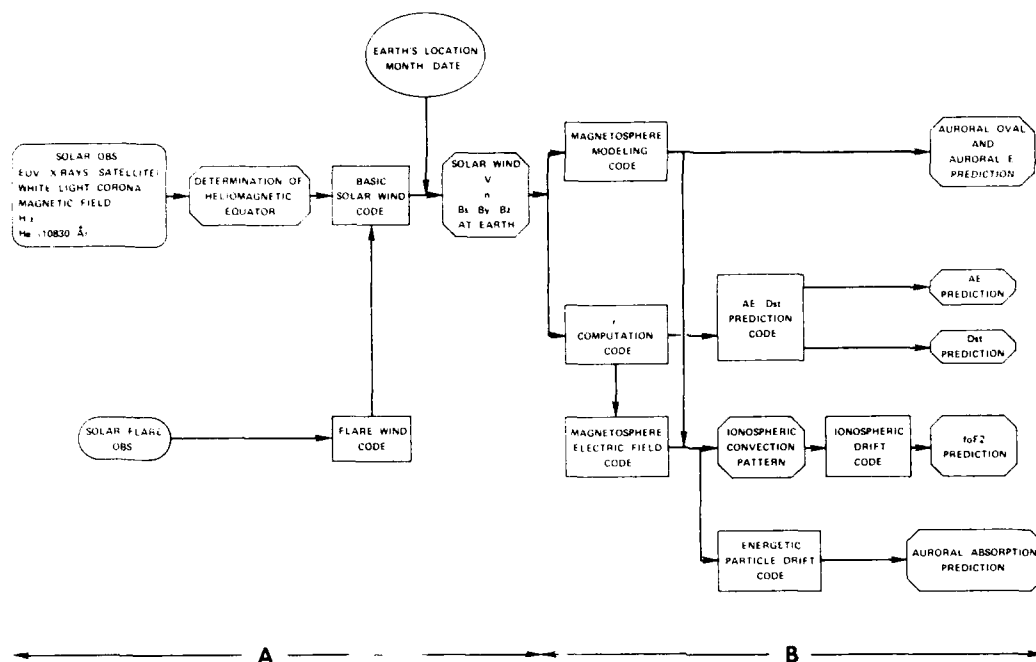 EARTH'S LOCATION
MONTH DATE
SOLAR OBS
EUV X-RAYS SATELLITE
WHITE LIGHT CORONA
MAGNETIC FIELD
He (10830 Å)
DETERMINATION OF
HELIOMAGNETIC
EQUATOR
BASIC
SOLAR WIND
CODE
SOLAR WIND
V
n
Bx By Bz
AT EARTH
MAGNETOSPHERE
MODELING
CODE
AURORAL OVAL
AND
AURORAL E
PREDICTION
COMPUTATION
CODE
AE Dst
PREDICTION
CODE
AE
PREDICTION
Dst
PREDICTION
SOLAR FLARE
OBS
FLARE WIND
CODE
MAGNETOSPHERE
ELECTRIC FIELD
CODE
IONOSPHERIC
CONVECTION
PATTERN
IONOSPHERIC
DRIFT
CODE
foF2
PREDICTION
ENERGETIC
PARTICLE DRIFT
CODE
AURORAL ABSORPTION
PREDICTION
A
B